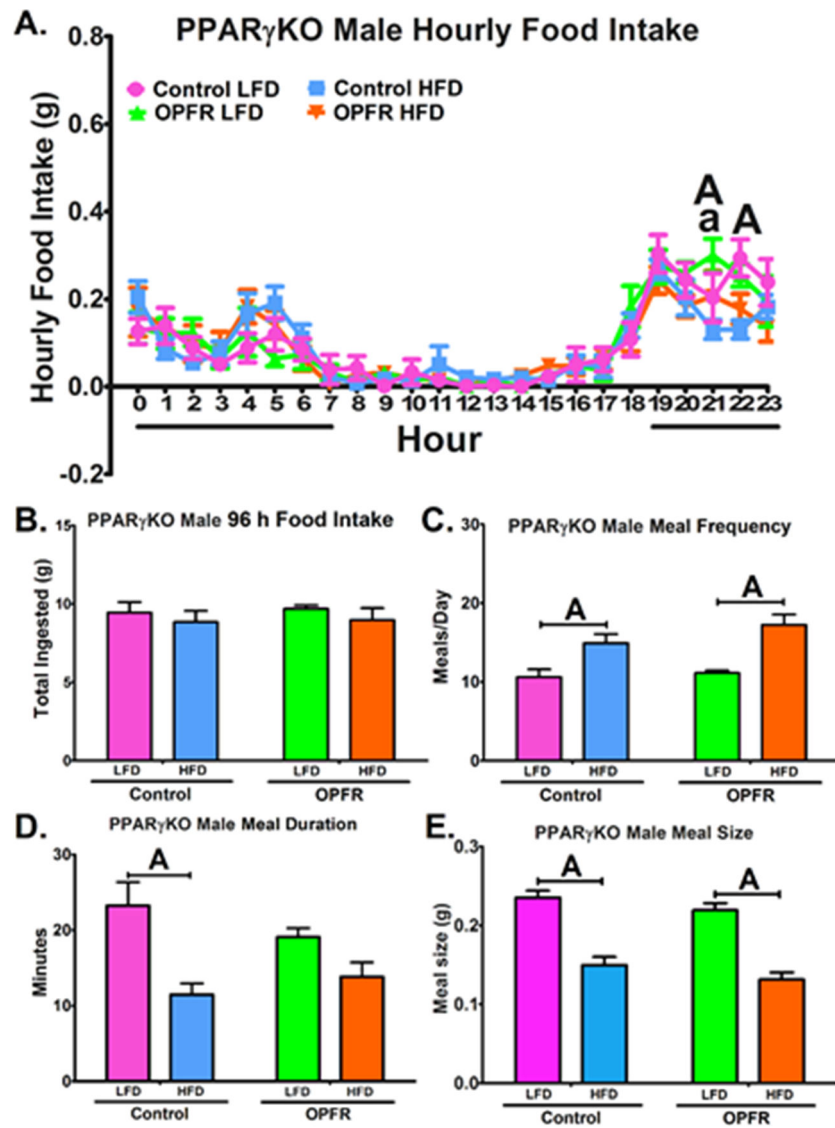 A. PPARγKO Male Hourly Food Intake
Control LFD Control HFD
OPFR LFD OPFR HFD
Hourly Food Intake (g)
0.8
0.6
0.4
0.2
0.0
-0.2
A A
a
0 1 2 3 4 5 6 7 8 9 10 11 12 13 14 15 16 17 18 19 20 21 22 23
Hour
B. PPARγKO Male 96 h Food Intake
Total Ingested (g)
15
10
5
0
LFD HFD LFD HFD
Control OPFR
C. PPARγKO Male Meal Frequency
Meals/Day
30
20
10
0
A A
LFD HFD LFD HFD
Control OPFR
D. PPARγKO Male Meal Duration
Minutes
30
20
10
0
A
LFD HFD LFD HFD
Control OPFR
E. PPARγKO Male Meal Size
Meal size (g)
0.3
0.2
0.1
0.0
A A
LFD HFD LFD HFD
Control OPFR